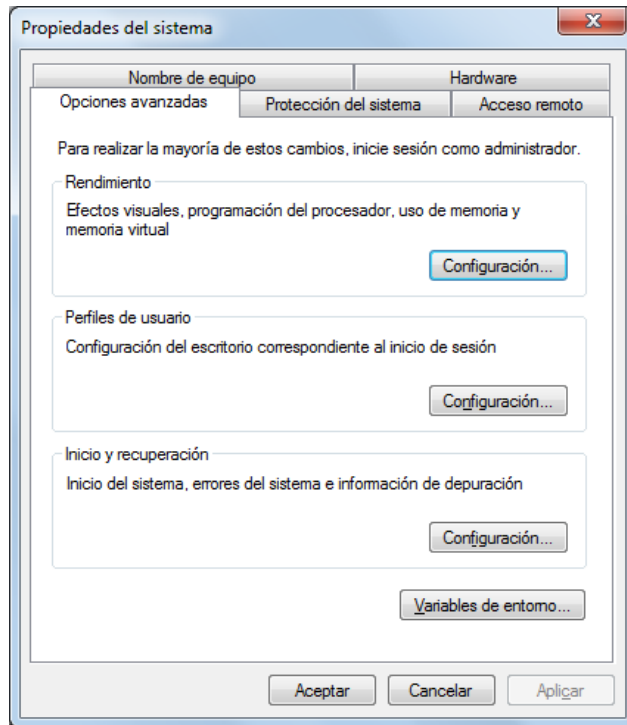 Propiedades del sistema
Nombre de equipo
Hardware
Opciones avanzadas
Protección del sistema
Acceso remoto
Para realizar la mayoría de estos cambios, inicie sesión como administrador.
Rendimiento
Efectos visuales, programación del procesador, uso de memoria y
memoria virtual
Configuración...
Perfiles de usuario
Configuración del escritorio correspondiente al inicio de sesión
Configuración...
Inicio y recuperación
Inicio del sistema, errores del sistema e información de depuración
Configuración...
Variables de entorno...
Aceptar
Cancelar
Aplicar